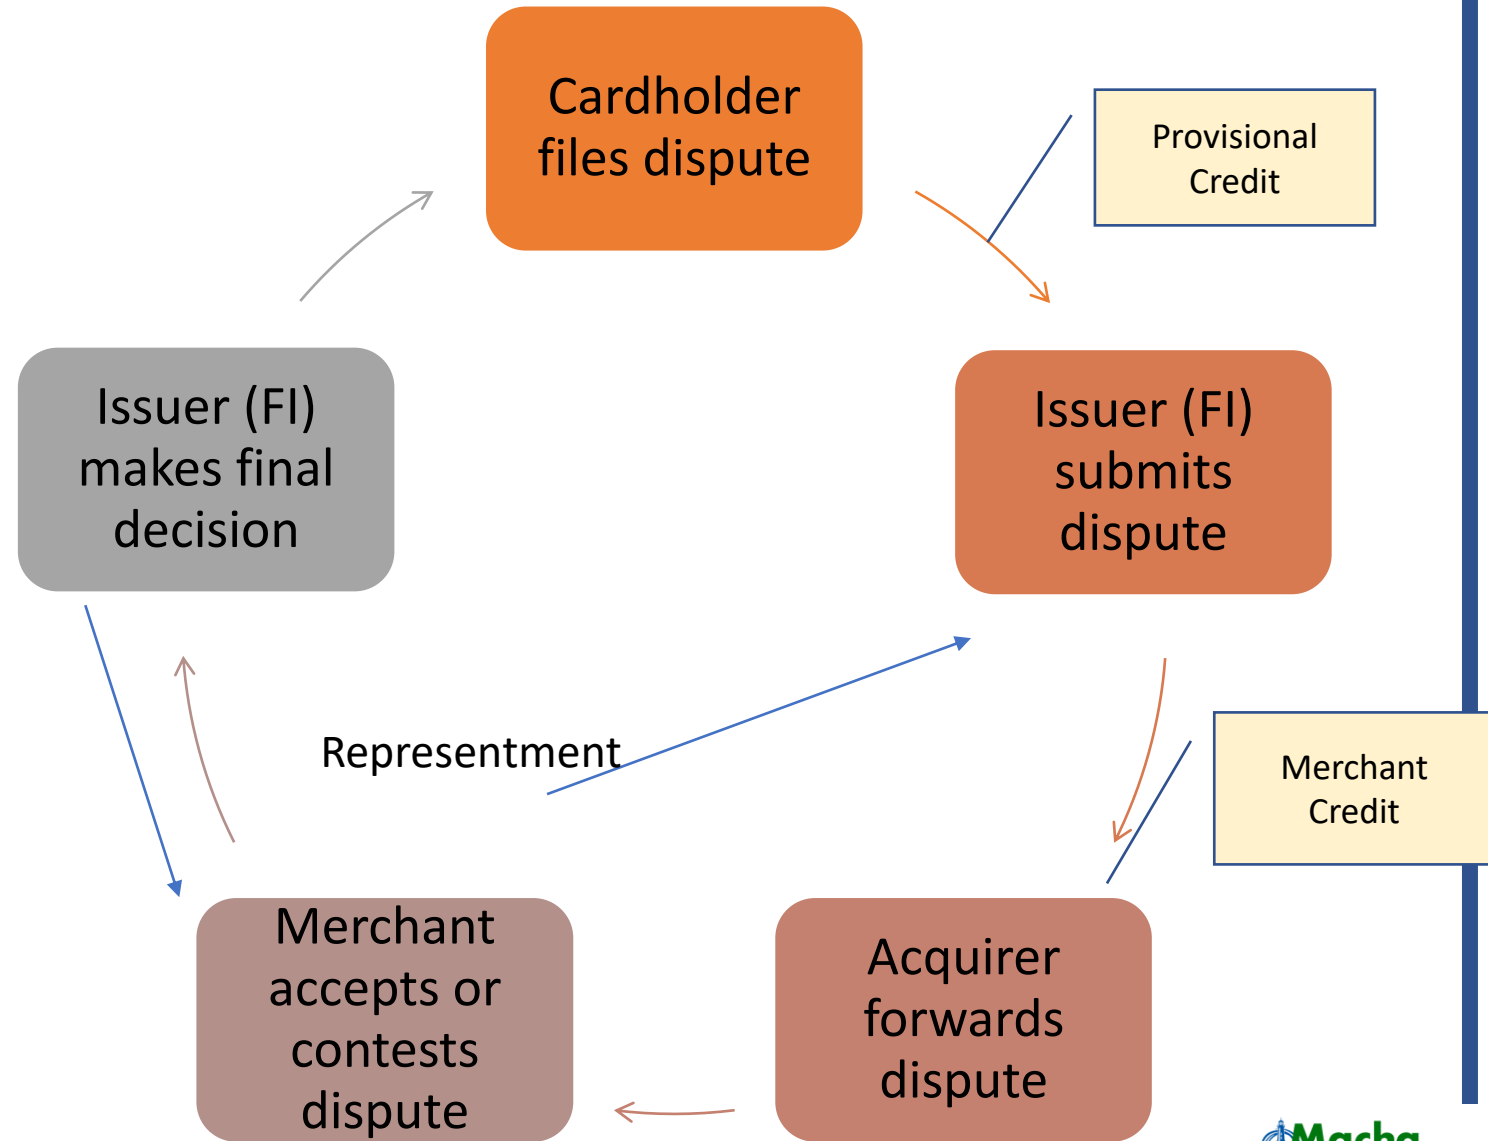 Cardholder
files dispute
Provisional
Credit
Issuer (FI)
submits
dispute
Merchant
Credit
Acquirer
forwards
dispute
Merchant
accepts or
contests
dispute
Representment
Issuer (FI)
makes final
decision
Macha